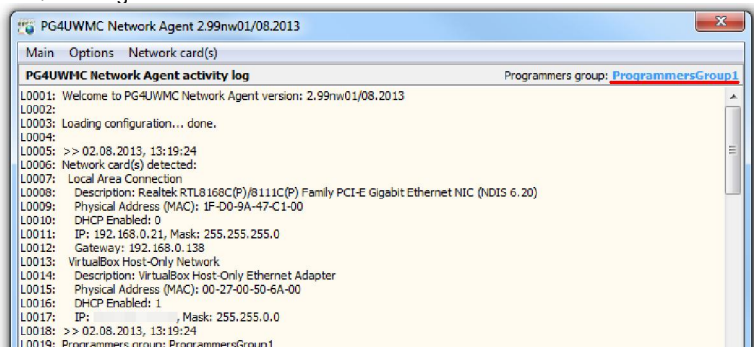 PG4UWMC Network Agent 2.99nw01/08.2013
Main Options Network card(s)
PG4UWMC Network Agent activity log Programmers group: ProgrammersGroup1
L0001: Welcome to PG4UWMC Network Agent version: 2.99nw01/08.2013
L0002:
L0003: Loading configuration... done.
L0004:
L0005: >> 02.08.2013, 13:19:24
L0006: Network card(s) detected:
L0007: Local Area Connection
L0008: Description: Realtek RTL8168C(P)/8111C(P) Family PCI-E Gigabit Ethernet NIC (NDIS 6.20)
L0009: Physical Address (MAC): 1F-D0-9A-47-C1-00
L0010: DHCP Enabled: 0
L0011: IP: 192.168.0.21, Mask: 255.255.255.0
L0012: Gateway: 192.168.0.138
L0013: VirtualBox Host-Only Network
L0014: Description: VirtualBox Host-Only Ethernet Adapter
L0015: Physical Address (MAC): 00-27-00-50-6A-00
L0016: DHCP Enabled: 1
L0017: IP: , Mask: 255.255.0.0
L0018: >> 02.08.2013, 13:19:24
L0019: Programmers group: ProgrammersGroup1